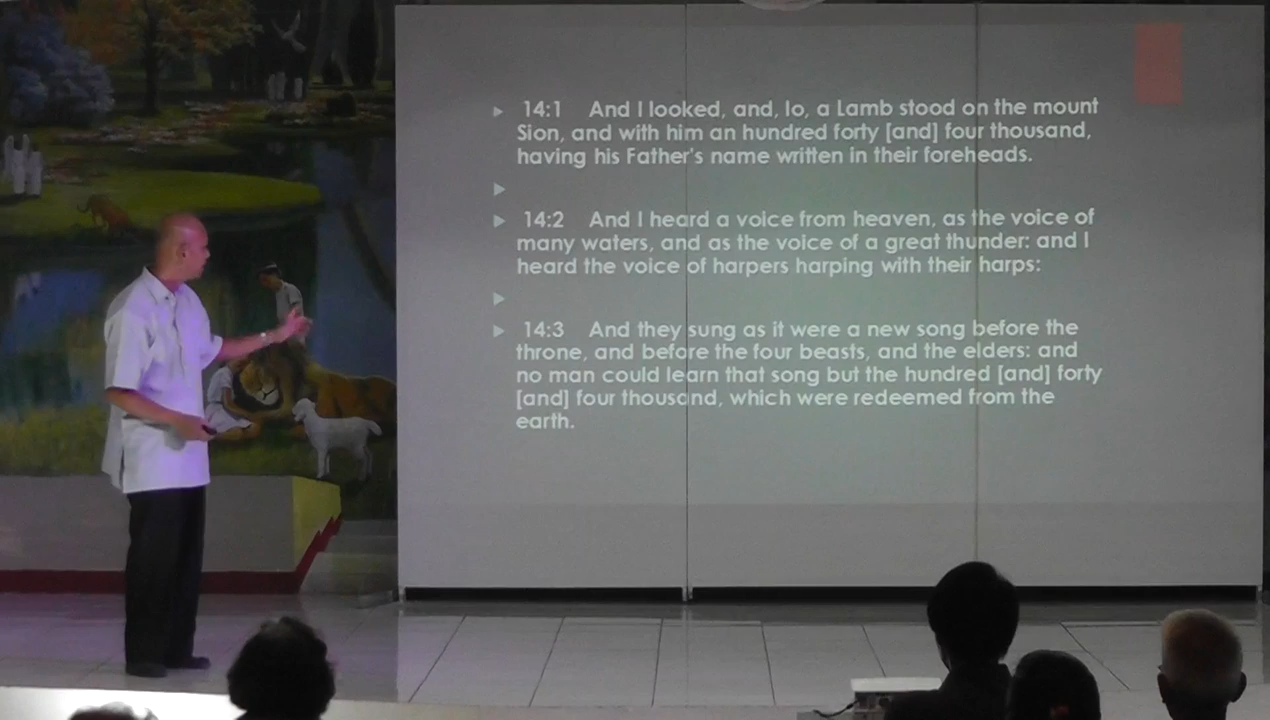 14:1 And I looked, and, lo, a Lamb stood on the mount
Sion, and with him an hundred forty [and] four thousand,
having his Father's name written in their foreheads.
14:2 And I heard a voice from heaven, as the voice of
many waters, and as the voice of a great thunder: and I
heard the voice of harpers harping with their harps:
14:3 And they sung as it were a new song before the
throne, and before the four beasts, and the elders: and
no man could learn that song but the hundred [and] forty
[and] four thousand, which were redeemed from the
earth.